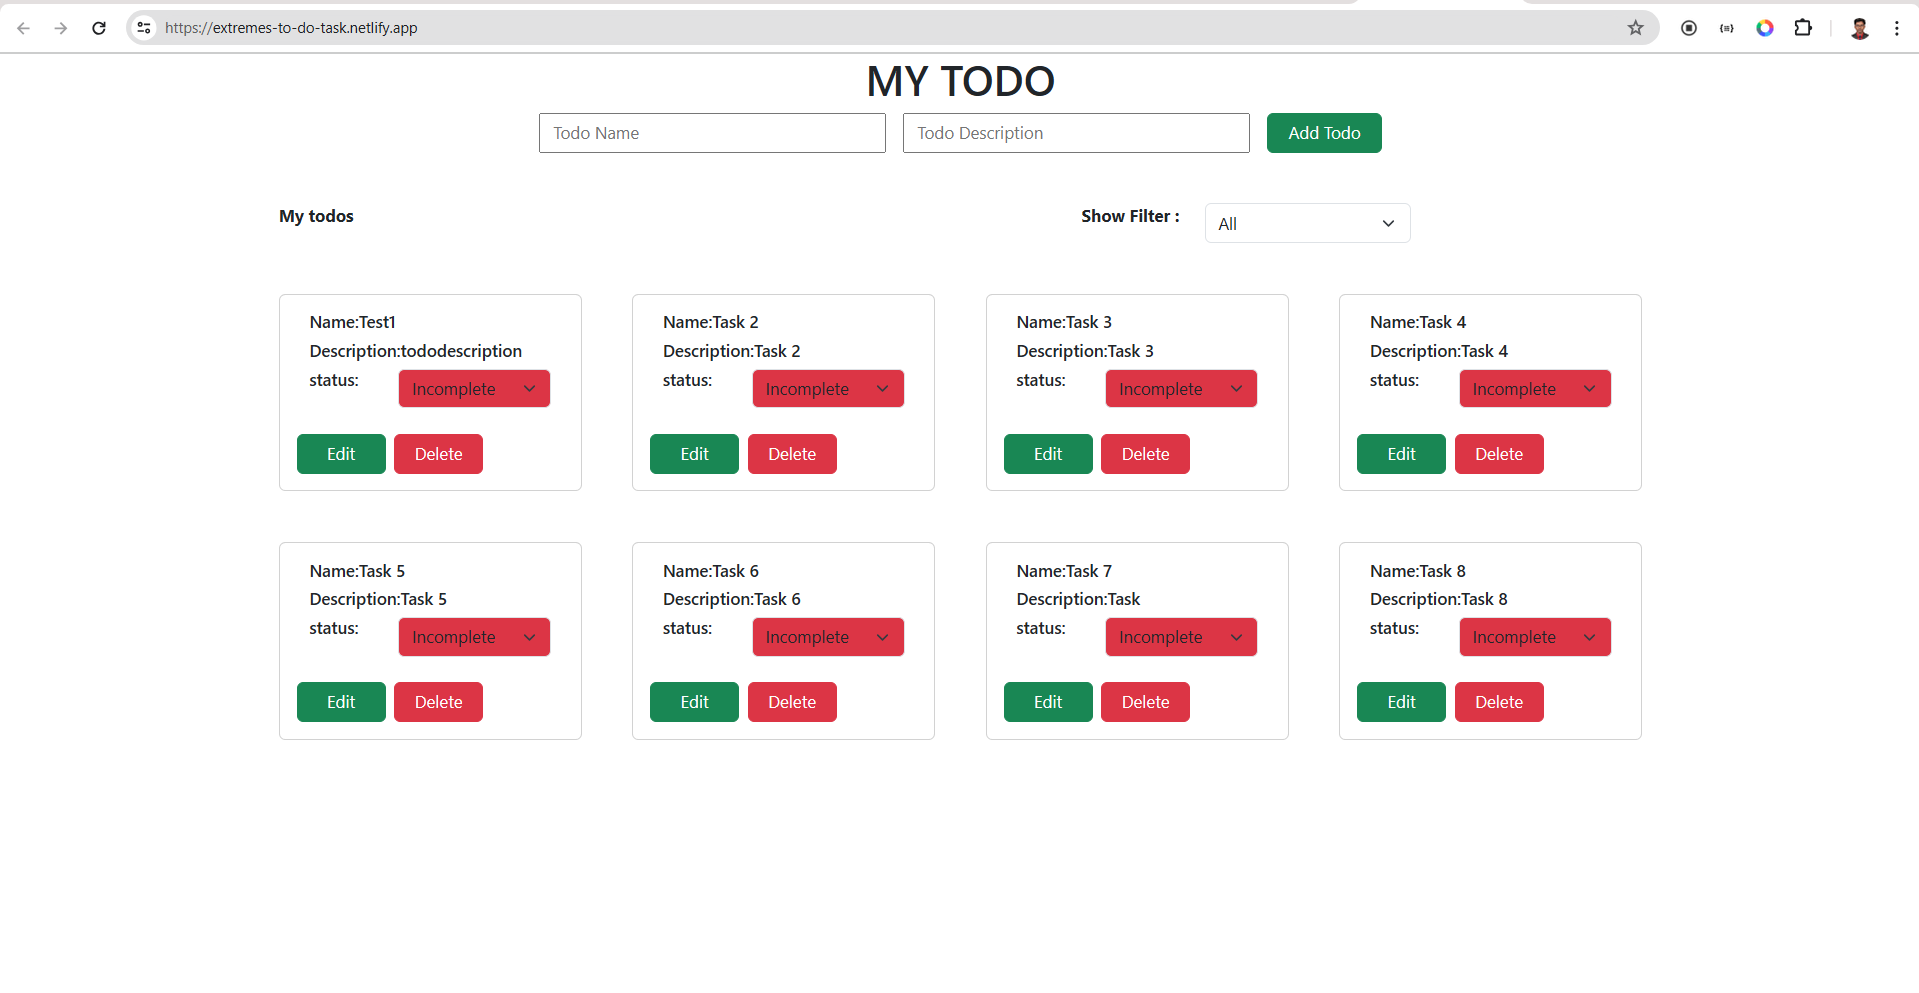 https://extremes-to-do-task.netlify.app
MY TODO
Todo Name Todo Description Add Todo
My todos Show Filter : All
Name:Test1
Description:tododescription
status: Incomplete
Edit Delete
Name:Task 2
Description:Task 2
status: Incomplete
Edit Delete
Name:Task 3
Description:Task 3
status: Incomplete
Edit Delete
Name:Task 4
Description:Task 4
status: Incomplete
Edit Delete
Name:Task 5
Description:Task 5
status: Incomplete
Edit Delete
Name:Task 6
Description:Task 6
status: Incomplete
Edit Delete
Name:Task 7
Description:Task
status: Incomplete
Edit Delete
Name:Task 8
Description:Task 8
status: Incomplete
Edit Delete